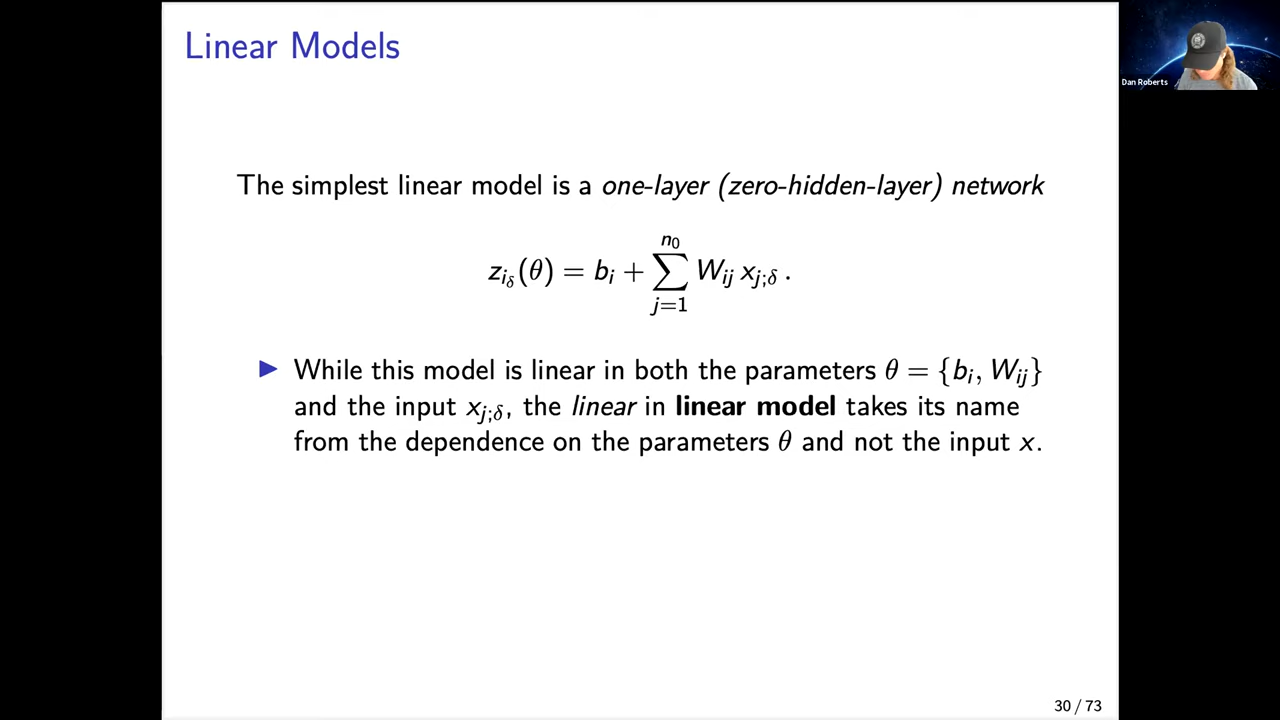 Linear Models
Dan Roberts
The simplest linear model is a one-layer (zero-hidden-layer) network
z_{i_δ}(θ) = b_i + ∑_{j=1}^{n_0} W_{ij} x_{j;δ} .
▶ While this model is linear in both the parameters θ = {b_i, W_{ij}}
and the input x_{j;δ}, the linear in linear model takes its name
from the dependence on the parameters θ and not the input x.
30 / 73